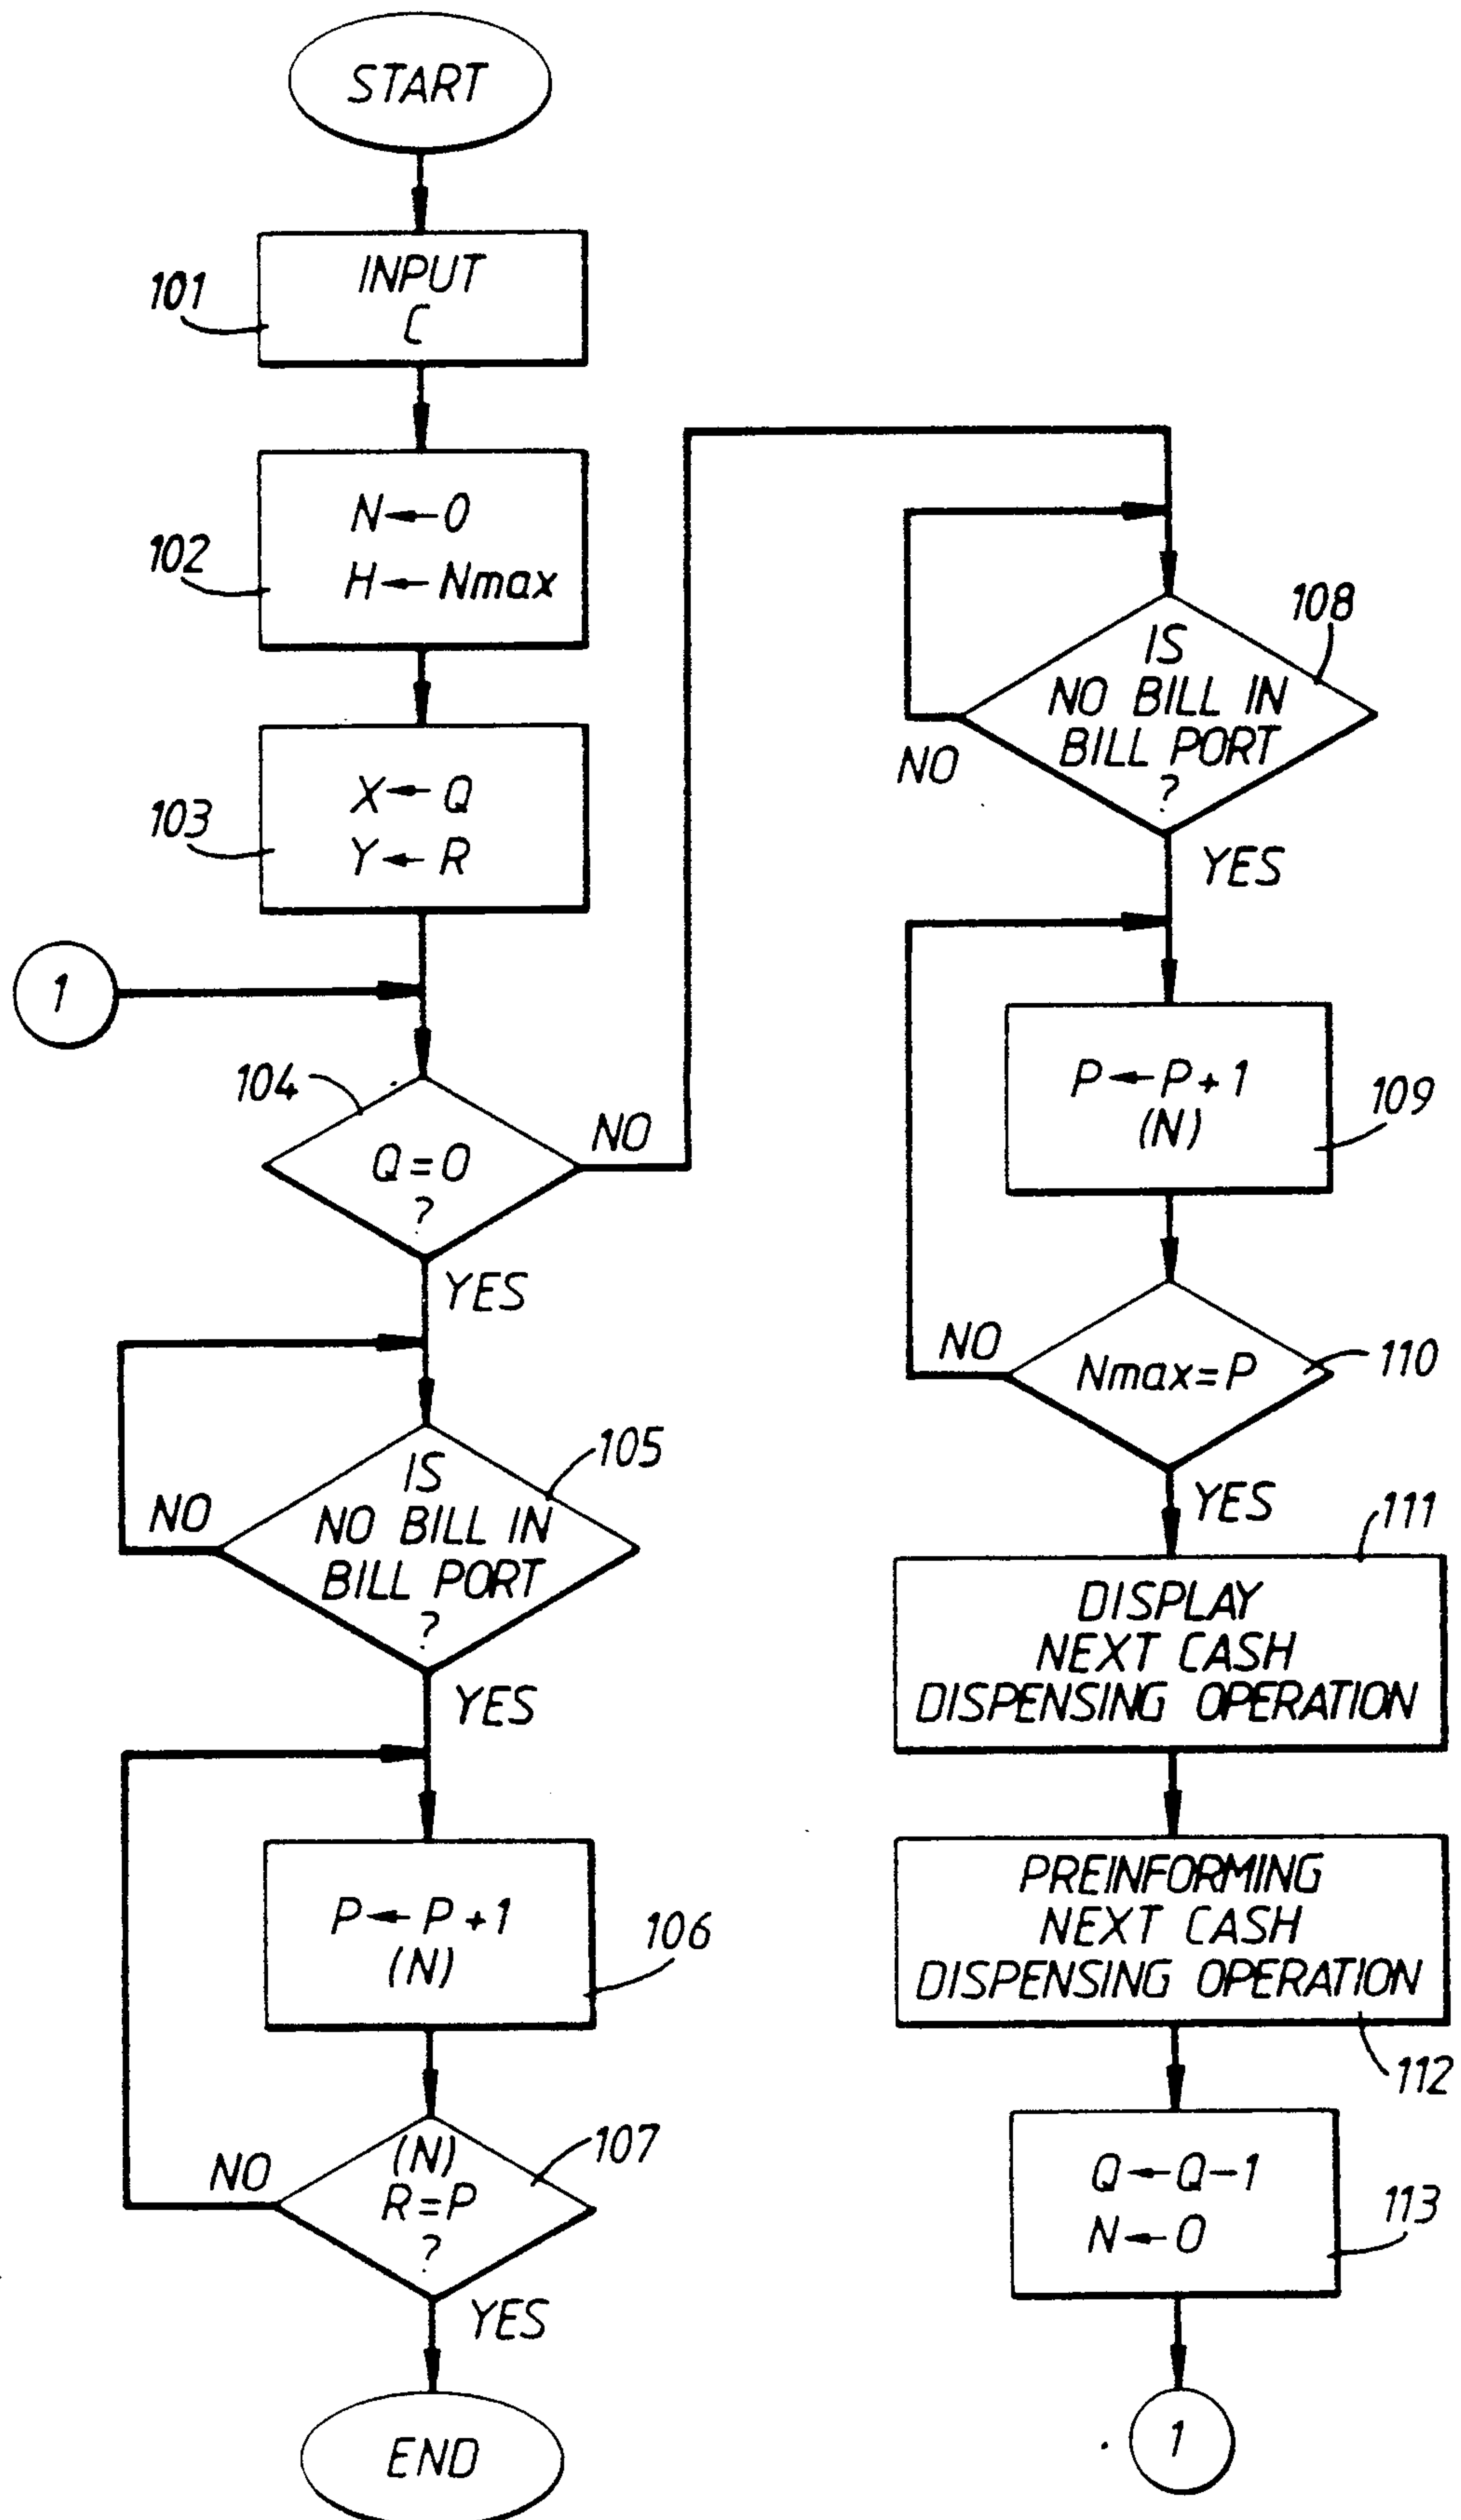 START
101
INPUT
C
102
N←0
H←Nmax
103
X←Q
Y←R
1
104
Q=0
?
NO
YES
105
IS
NO BILL IN
BILL PORT
?
NO
YES
106
P←P+1
(N)
107
(N)
R=P
?
NO
YES
END
108
IS
NO BILL IN
BILL PORT
?
NO
YES
109
P←P+1
(N)
110
Nmax=P
NO
YES
111
DISPLAY
NEXT CASH
DISPENSING OPERATION
PREINFORMING
NEXT CASH
DISPENSING OPERATION
112
Q←Q-1
N←0
113
1